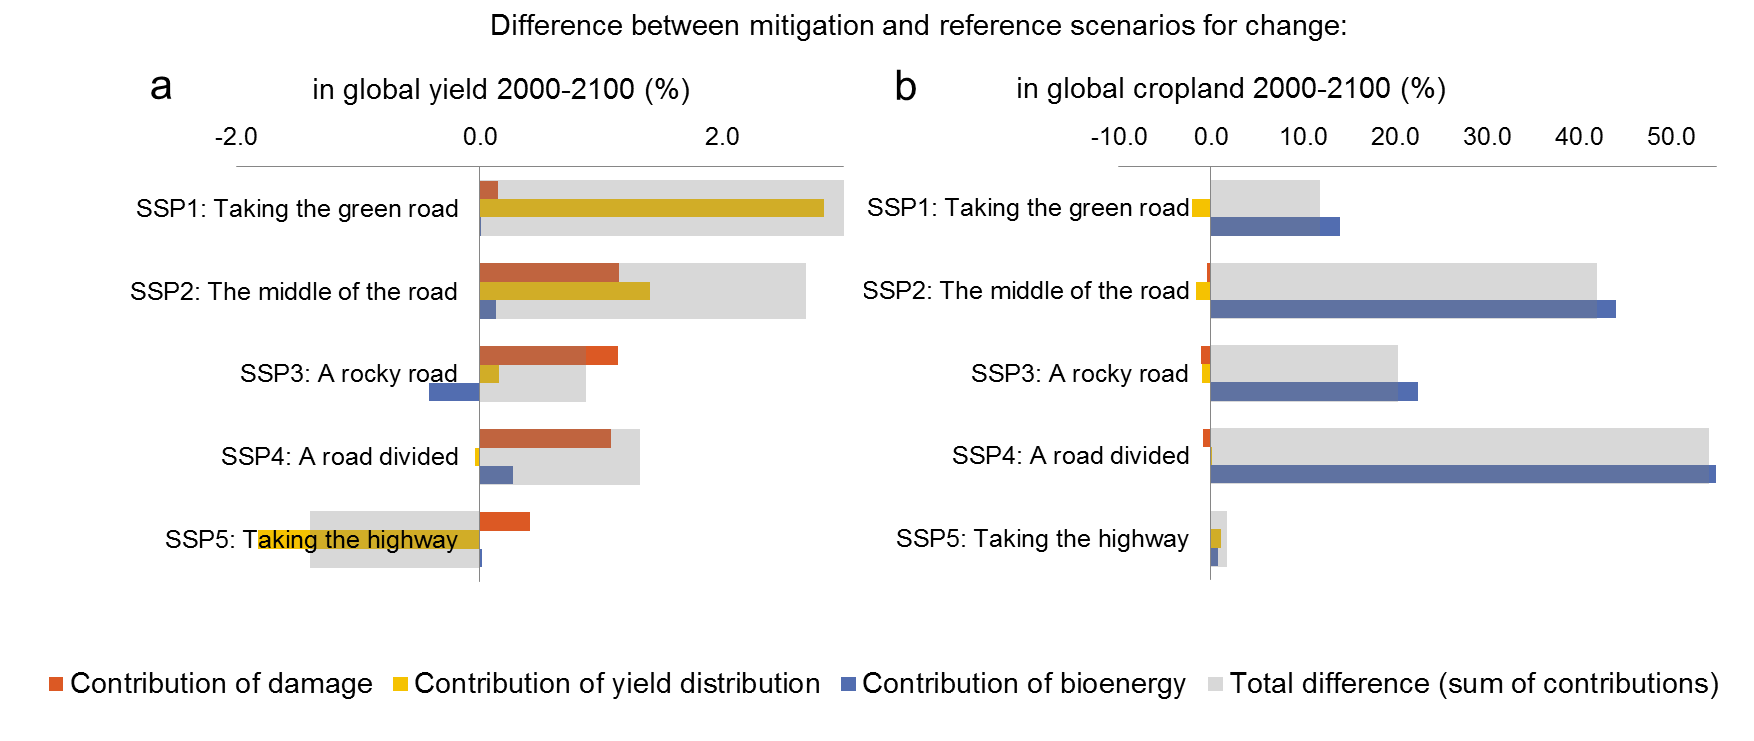 Difference between mitigation and reference scenarios for change:
a in global yield 2000-2100 (%)
-2.0 0.0 2.0
SSP1: Taking the green road
SSP2: The middle of the road
SSP3: A rocky road
SSP4: A road divided
SSP5: Taking the highway
b in global cropland 2000-2100 (%)
-10.0 0.0 10.0 20.0 30.0 40.0 50.0
SSP1: Taking the green road
SSP2: The middle of the road
SSP3: A rocky road
SSP4: A road divided
SSP5: Taking the highway
Contribution of damage Contribution of yield distribution Contribution of bioenergy Total difference (sum of contributions)